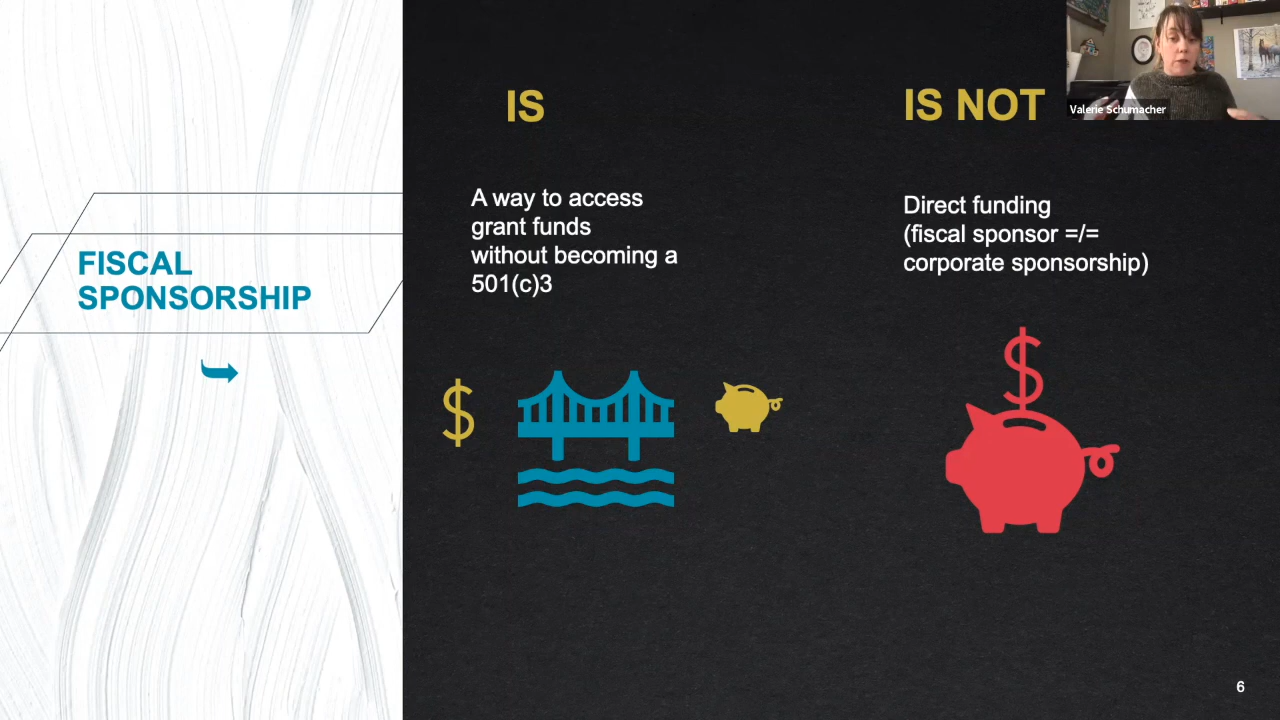 FISCAL
SPONSORSHIP
IS
A way to access
grant funds
without becoming a
501(c)3
$
IS NOT
Direct funding
(fiscal sponsor =/=
corporate sponsorship)
$
Valerie Schumacher
6